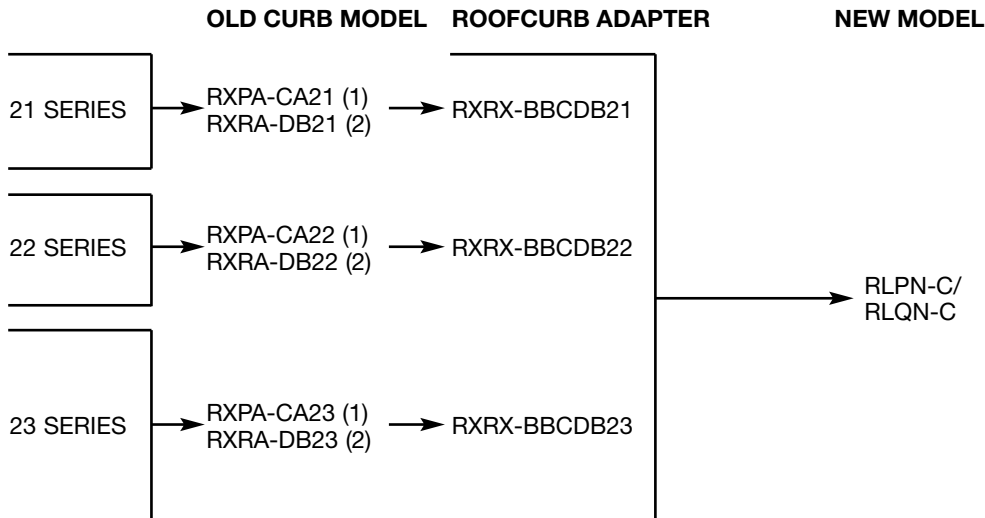 OLD CURB MODEL ROOFCURB ADAPTER NEW MODEL
21 SERIES
RXPA-CA21 (1)
RXRA-DB21 (2)
RXRX-BBCDB21
22 SERIES
RXPA-CA22 (1)
RXRA-DB22 (2)
RXRX-BBCDB22
RLPN-C/
RLQN-C
23 SERIES
RXPA-CA23 (1)
RXRA-DB23 (2)
RXRX-BBCDB23